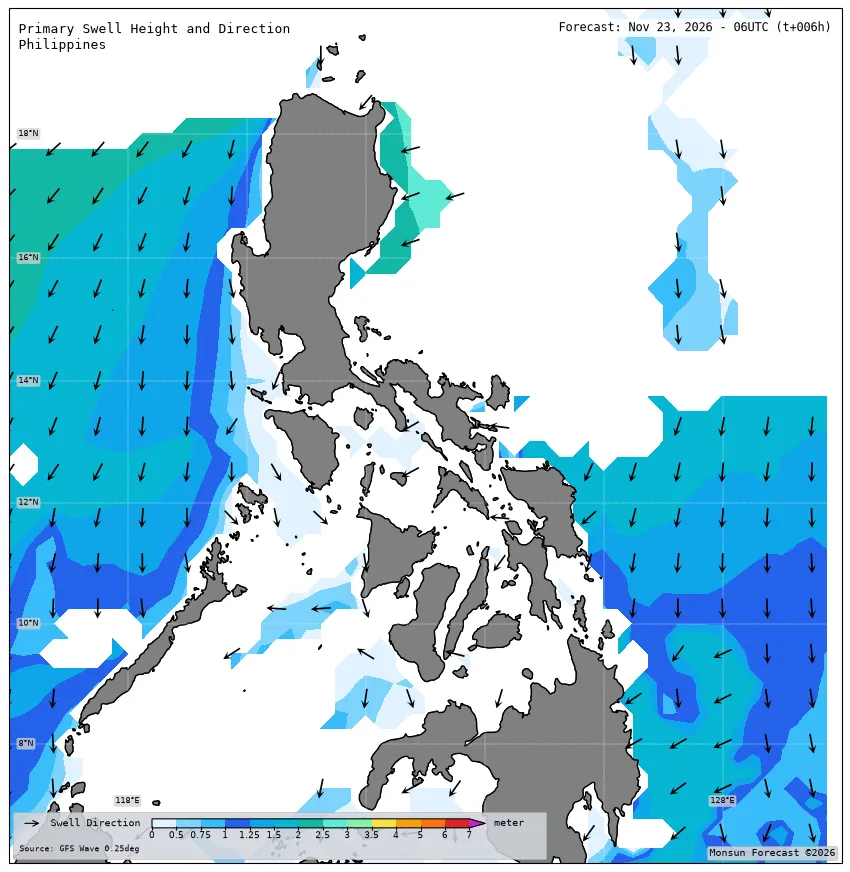 Primary Swell Height and Direction
Philippines
Forecast: Nov 23, 2026 - 06UTC (t+006h)
18°N
16°N
14°N
12°N
10°N
8°N
118°E
128°E
Swell Direction
meter
0 0.5 0.75 1 1.25 1.5 2 2.5 3 3.5 4 5 6 7
Source: GFS Wave 0.25deg
Monsun Forecast ©2026